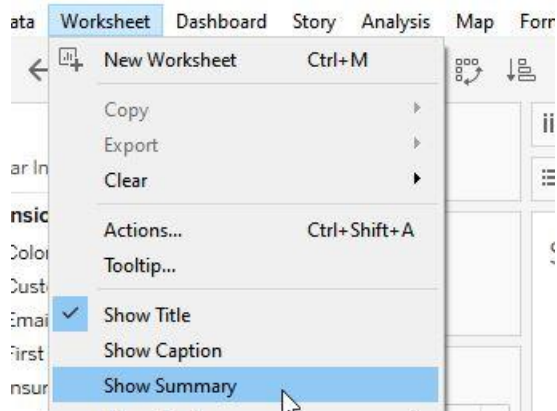 ata Worksheet Dashboard Story Analysis Map Forn
New Worksheet Ctrl+M
Copy
Export
ar In
Clear
nsic
Actions... Ctrl+Shift+A
Color
Custo
Tooltip...
Emai
Show Title
First
Show Caption
nsur
Show Summary